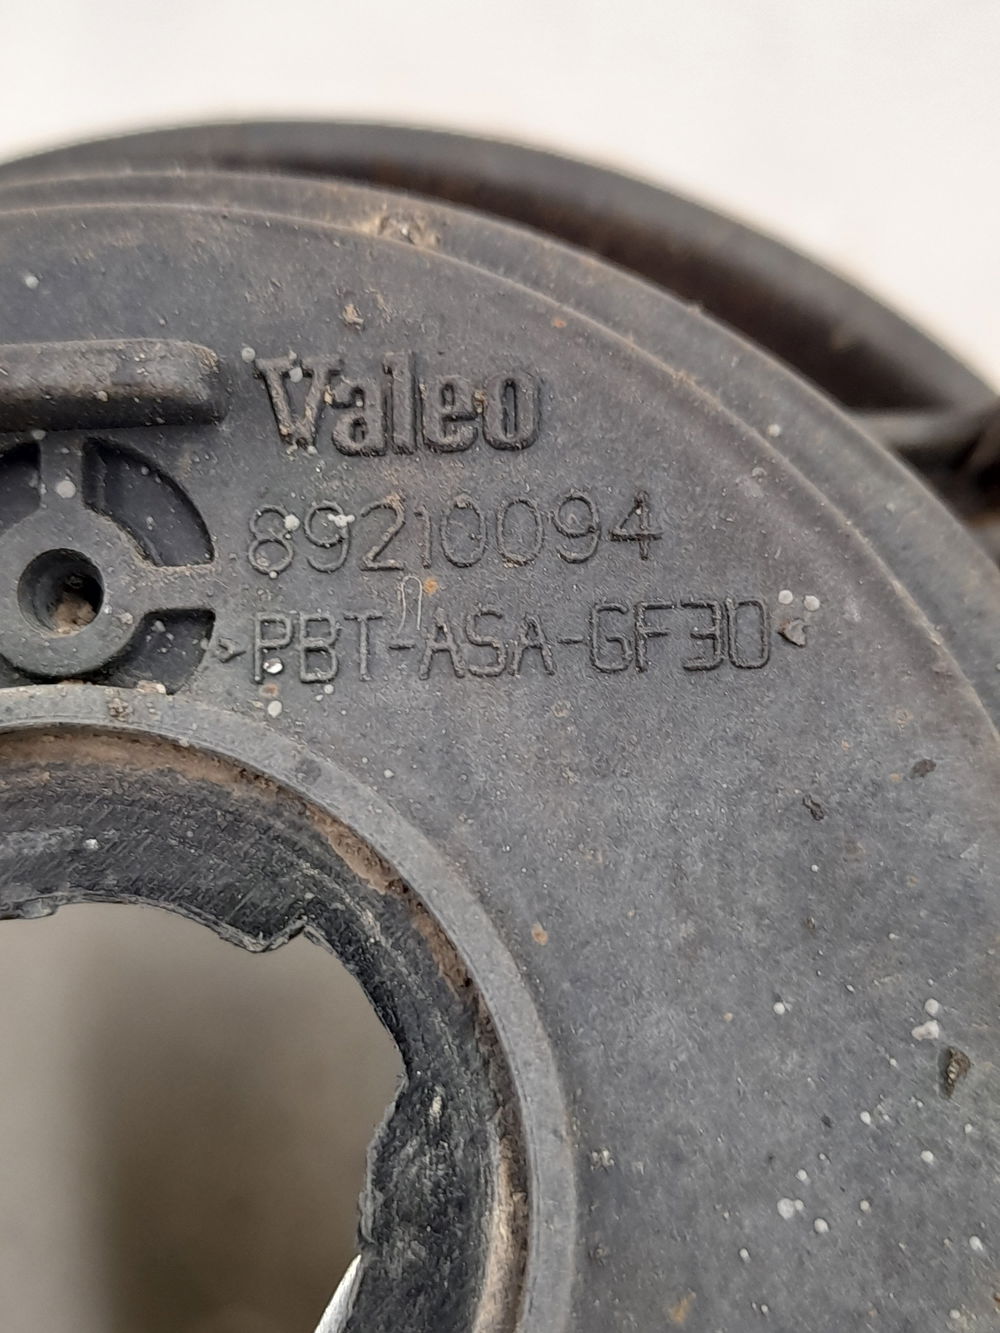 Valeo
89210094
>PBT-ASA-GF30<